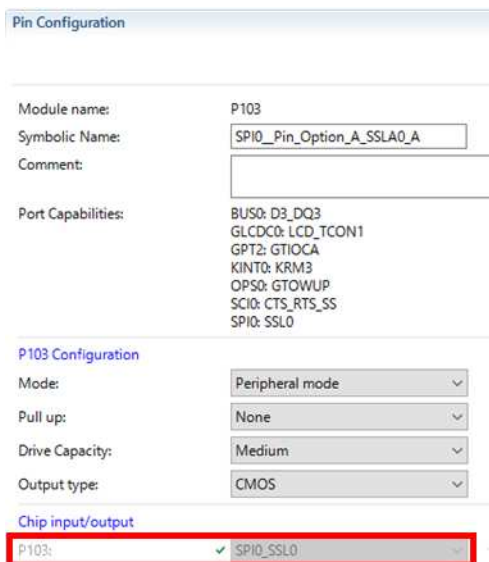 Pin Configuration
Module name: P103
Symbolic Name: SPI0__Pin_Option_A_SSLA0_A
Comment:
Port Capabilities: BUS0: D3_DQ3
GLCDC0: LCD_TCON1
GPT2: GTIOCA
KINT0: KRM3
OPS0: GTOWUP
SCI0: CTS_RTS_SS
SPI0: SSL0
P103 Configuration
Mode: Peripheral mode
Pull up: None
Drive Capacity: Medium
Output type: CMOS
Chip input/output
P103: ✔ SPI0_SSL0